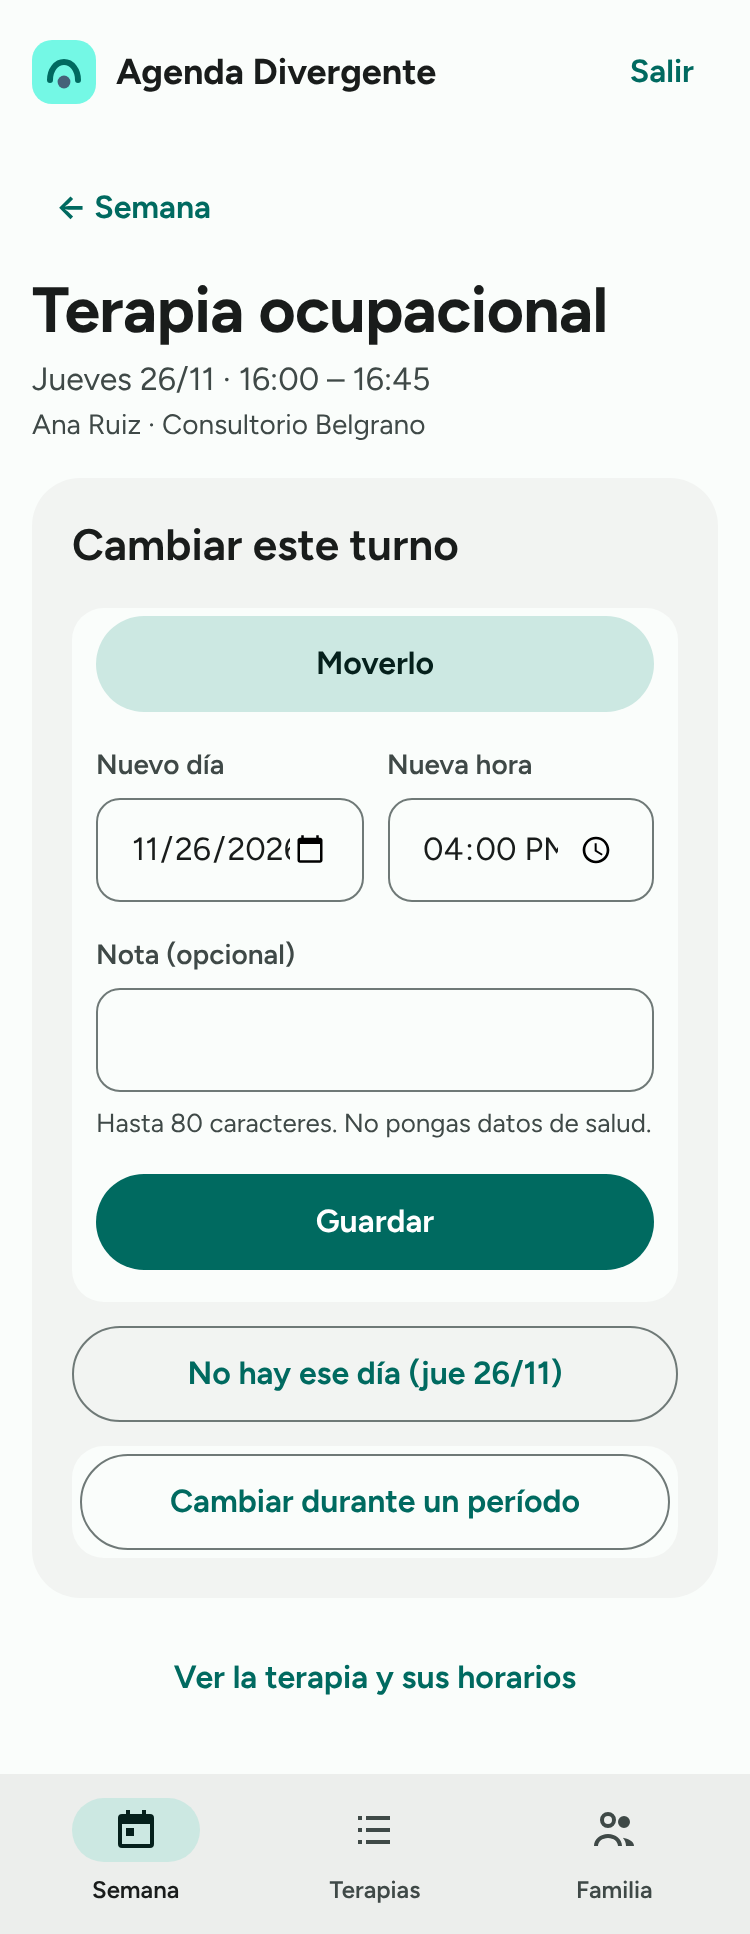 Agenda Divergente
Salir
← Semana
Terapia ocupacional
Jueves 26/11 · 16:00 – 16:45
Ana Ruiz · Consultorio Belgrano
Cambiar este turno
Moverlo
Nuevo día
Nueva hora
11/26/2026
04:00 PM
Nota (opcional)
Hasta 80 caracteres. No pongas datos de salud.
Guardar
No hay ese día (jue 26/11)
Cambiar durante un período
Ver la terapia y sus horarios
Semana
Terapias
Familia